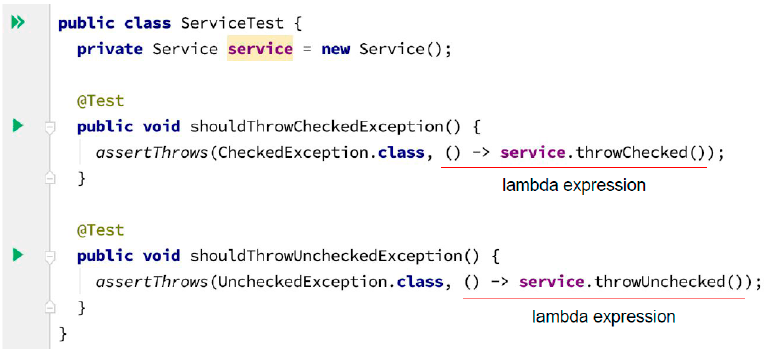 public class ServiceTest {
private Service service = new Service();
@Test
public void shouldThrowCheckedException() {
assertThrows(CheckedException.class, () -> service.throwChecked());
lambda expression
}
@Test
public void shouldThrowUncheckedException() {
assertThrows(UncheckedException.class, () -> service.throwUnchecked());
lambda expression
}
}